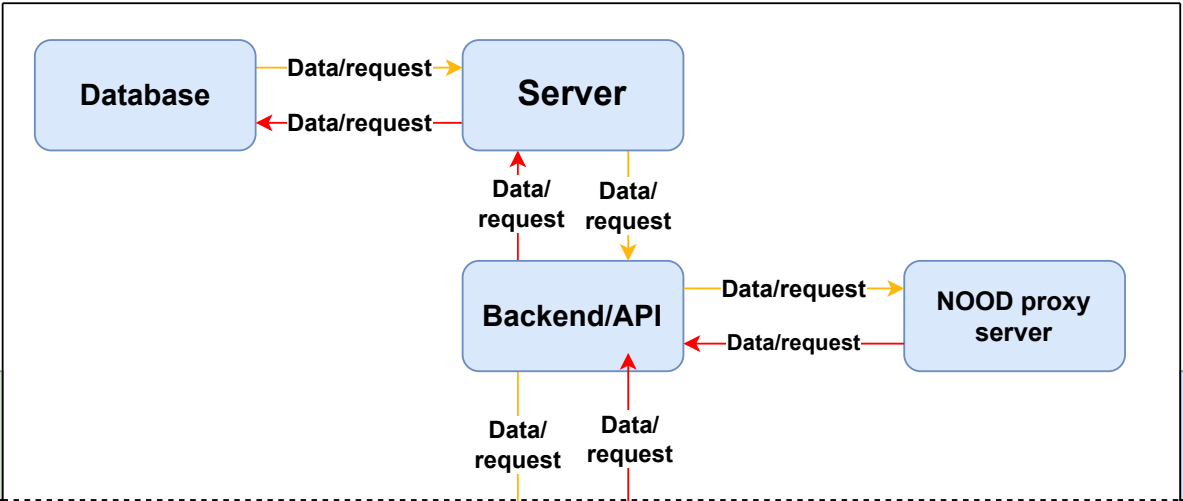 Data/request
Database
Server
Data/request
Data/
request
Data/
request
Backend/API
Data/request
NOOD proxy
server
Data/request
Data/
request
Data/
request